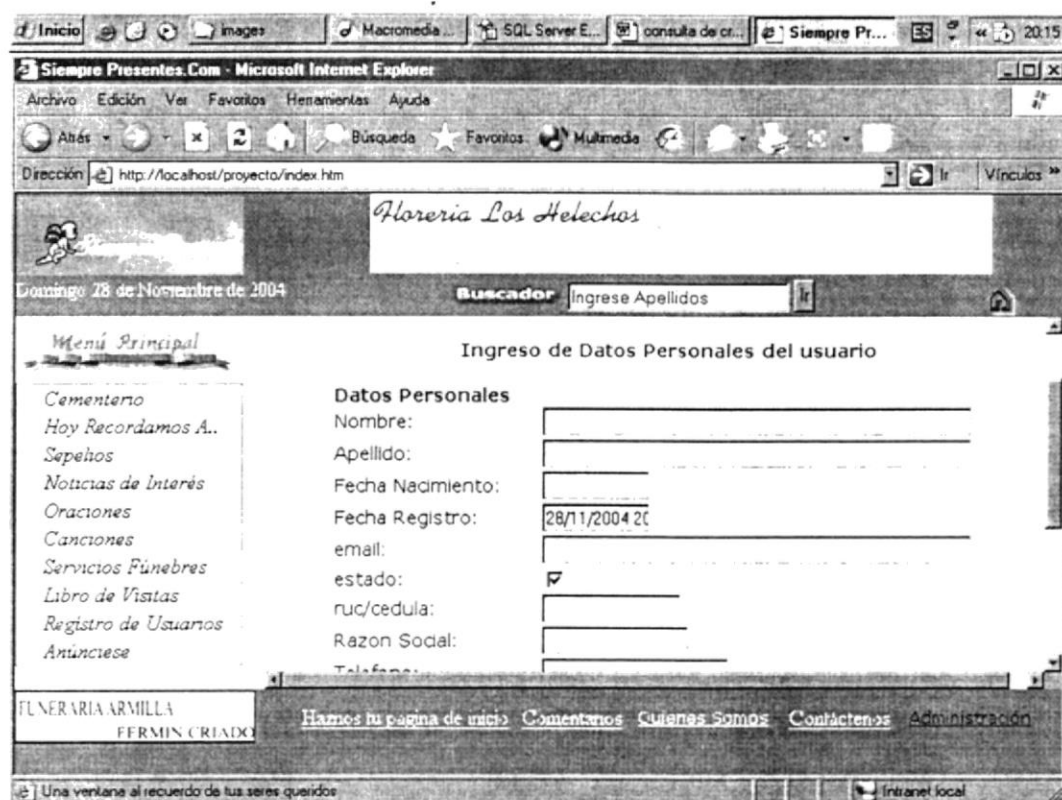 Inicio images Macromedia ... SQL Server E... consulta de cr... Siempre Pr... ES « 20:15
Siempre Presentes.Com - Microsoft Internet Explorer
Archivo Edición Ver Favoritos Herramientas Ayuda
Atrás Búsqueda Favoritos Multimedia
Dirección http://localhost/proyecto/index.htm Ir Vínculos »
Floreria Los Helechos
Domingo 28 de Noviembre de 2004
Buscador Ingrese Apellidos Ir
Menú Principal
Cementerio
Hoy Recordamos A..
Sepelios
Noticias de Interés
Oraciones
Canciones
Servicios Fúnebres
Libro de Visitas
Registro de Usuarios
Anúnciese
Ingreso de Datos Personales del usuario
Datos Personales
Nombre:
Apellido:
Fecha Nacimiento:
Fecha Registro: 28/11/2004 20
email:
estado:
ruc/cedula:
Razon Social:
Telefono:
FUNERARIA ARMILLA
FERMIN CRIADO
Haznos tu pagina de inicio Comentarios Quienes Somos Contáctenos Administración
Una ventana al recuerdo de tus seres queridos Intranet local